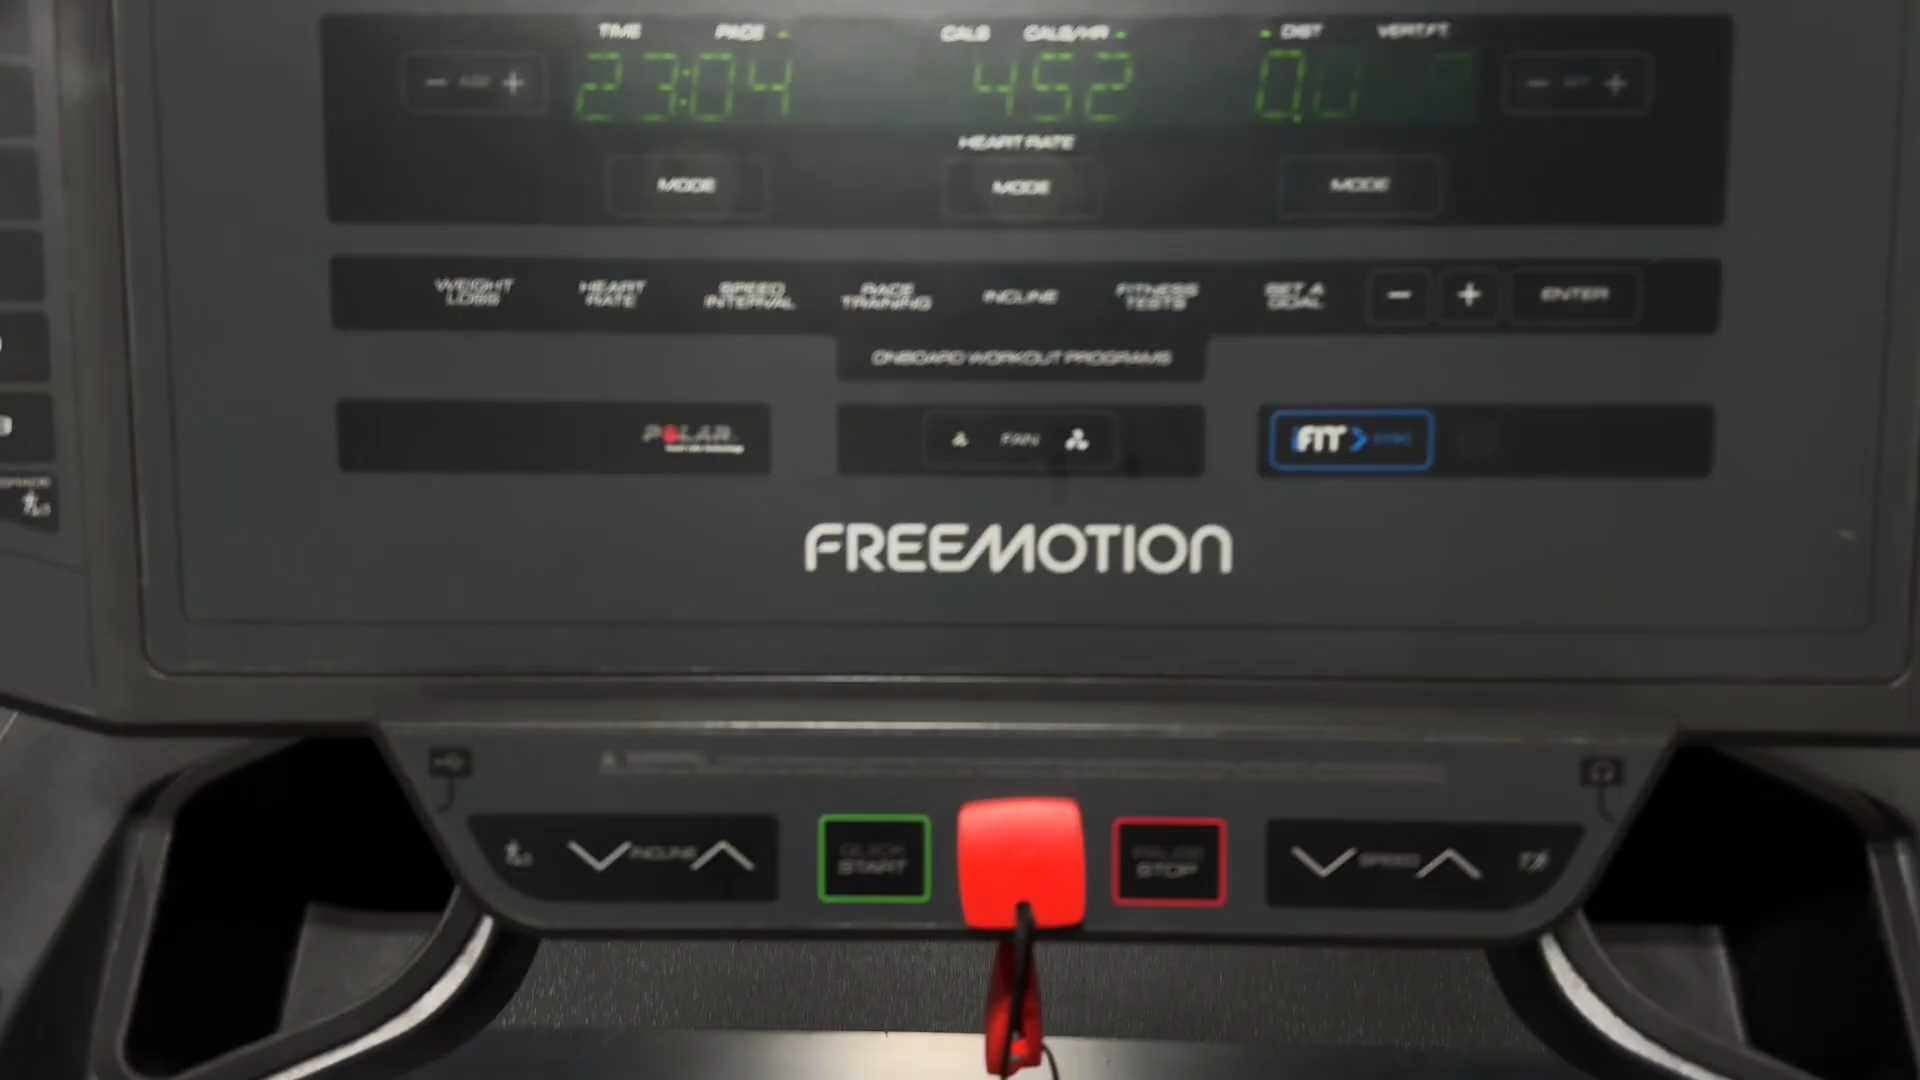 TIME PACE CALS CALS/HR DIST VERT.FT
− AGE + 23:04 452 0.0 − +
HEART RATE
MODE MODE MODE
WEIGHT LOSS HEART RATE SPEED INTERVAL RACE TRAINING INCLINE FITNESS TESTS SET A GOAL − + ENTER
ONBOARD WORKOUT PROGRAMS
POLAR FAN iFIT
FREEMOTION
INCLINE QUICK START PAUSE STOP SPEED